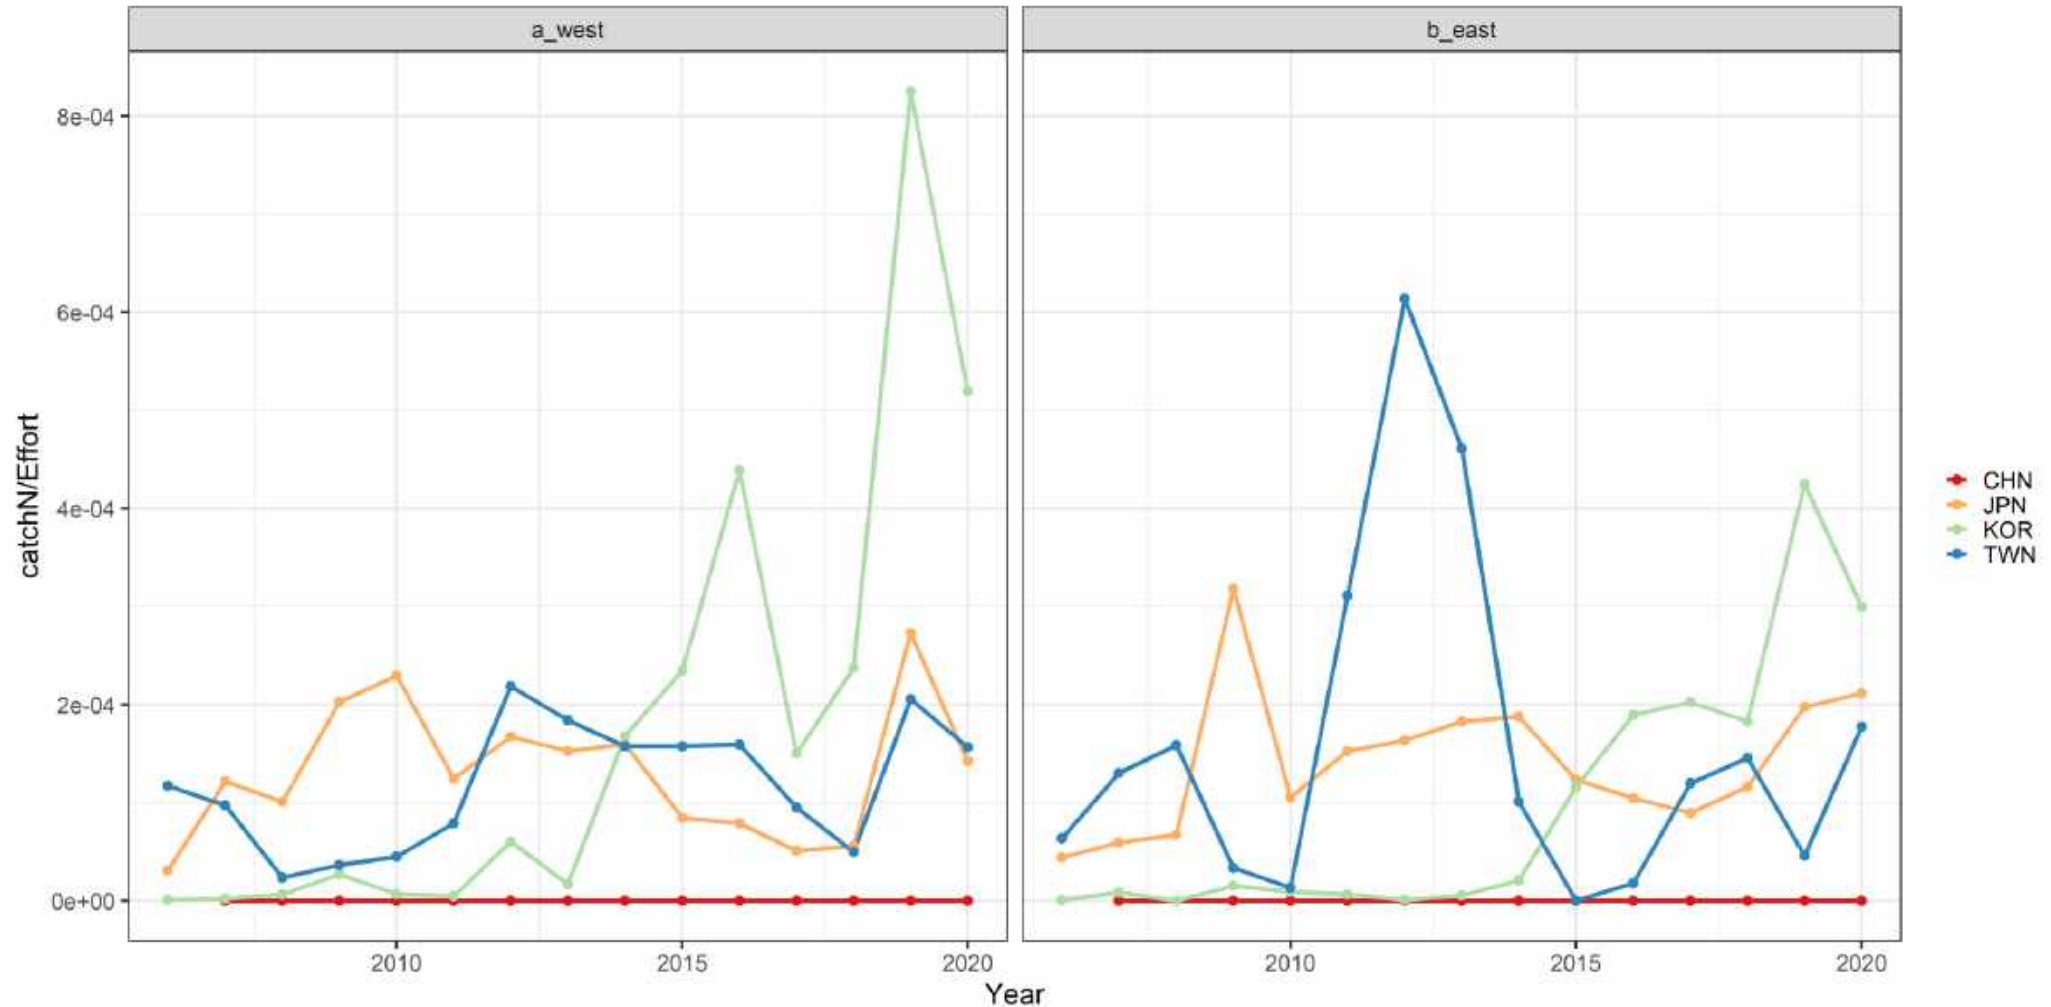 a_west
b_east
8e-04
6e-04
4e-04
2e-04
0e+00
catchN/Effort
2010
2015
2020
2010
2015
2020
Year
CHN
JPN
KOR
TWN